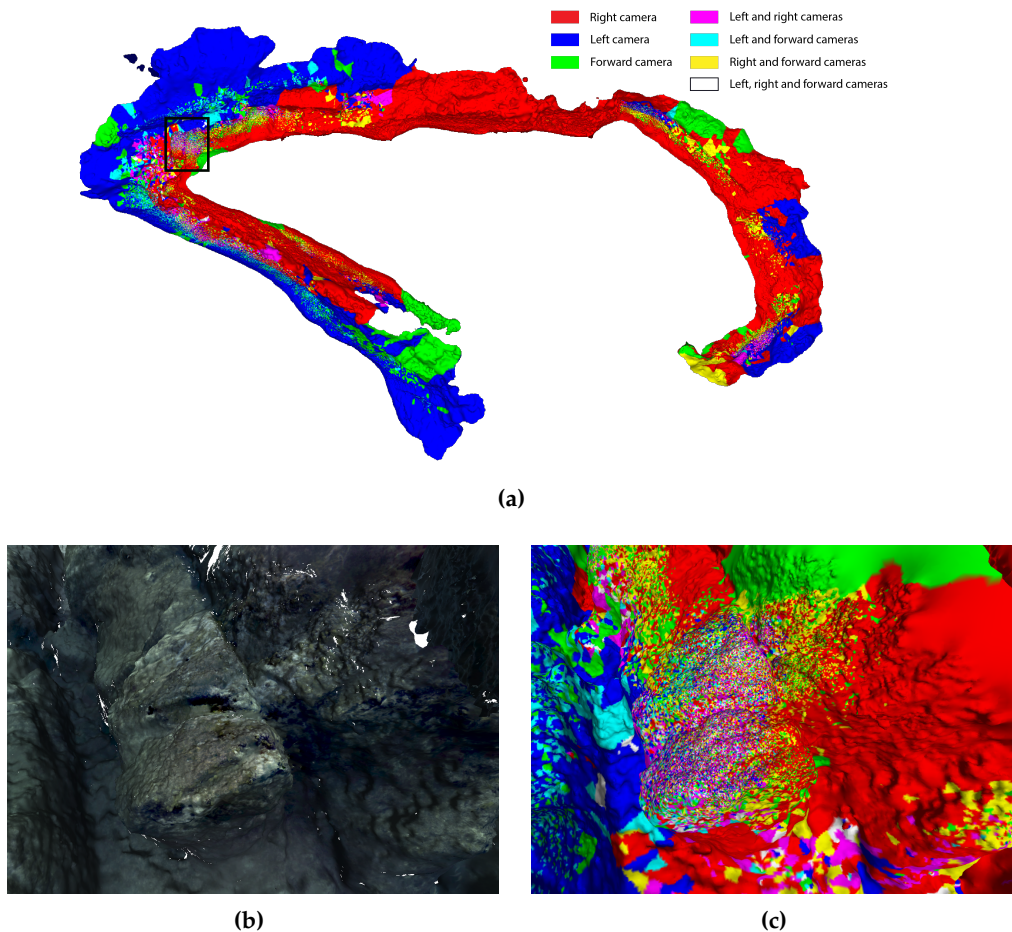 Right camera
Left camera
Forward camera
Left and right cameras
Left and forward cameras
Right and forward cameras
Left, right and forward cameras
(a)
(b)
(c)